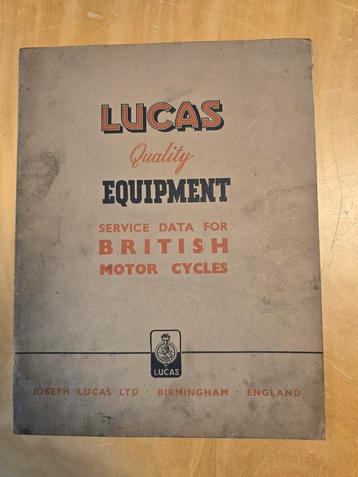 LUCAS
Quality
EQUIPMENT
SERVICE DATA FOR
BRITISH
MOTOR CYCLES
LUCAS
JOSEPH LUCAS LTD · BIRMINGHAM · ENGLAND